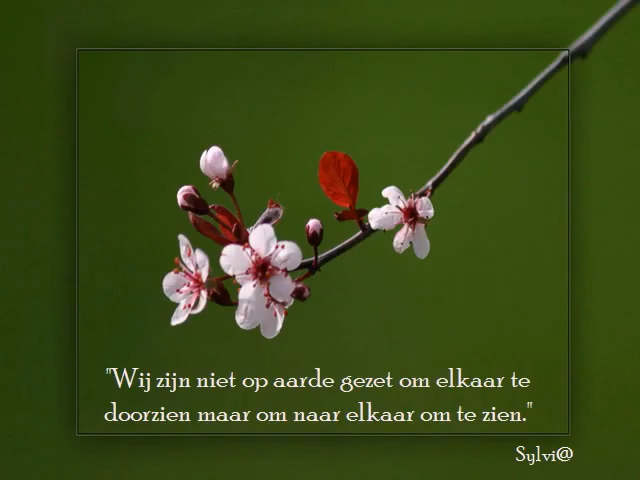 "Wij zijn niet op aarde gezet om elkaar te
doorzien maar om naar elkaar om te zien."
Sylvi@